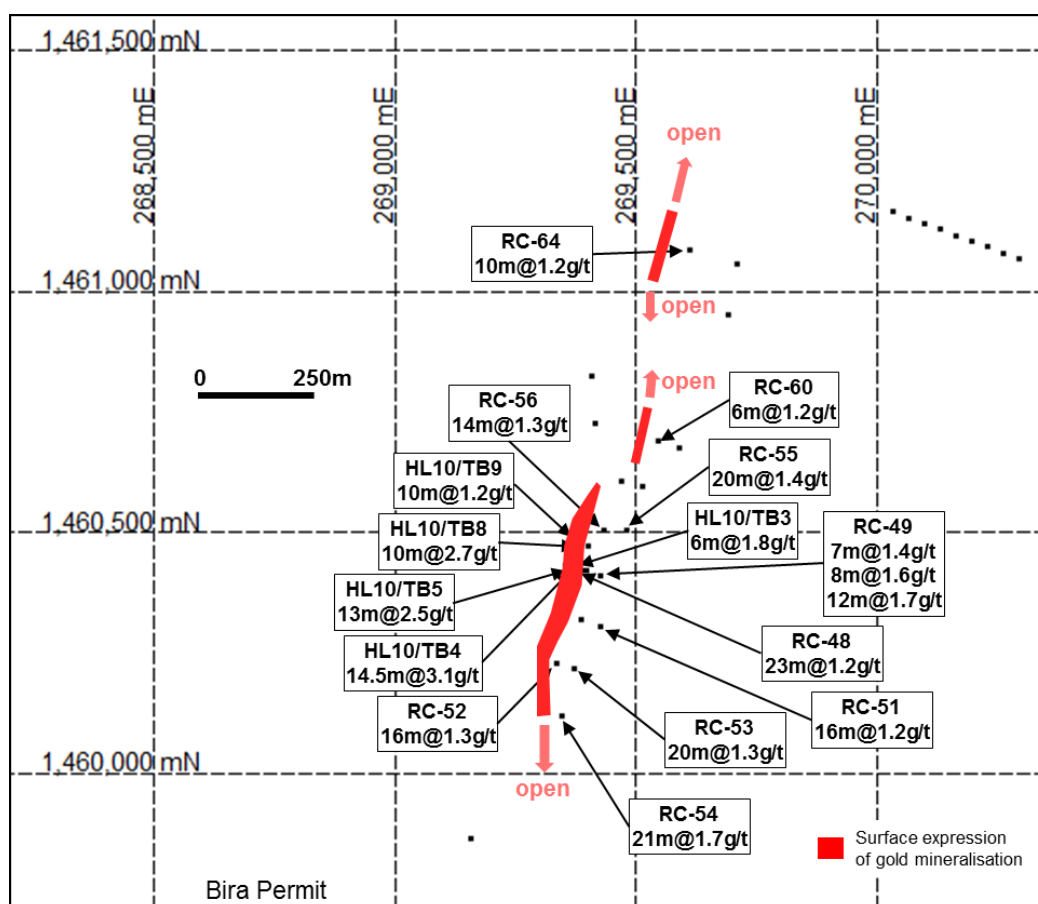 1,461,500 mN
268,500 mE
269,000 mE
269,500 mE
270,000 mE
open
RC-64
10m@1.2g/t
1,461,000 mN
open
0 250m
open
RC-60
6m@1.2g/t
RC-56
14m@1.3g/t
RC-55
20m@1.4g/t
HL10/TB9
10m@1.2g/t
HL10/TB3
6m@1.8g/t
RC-49
7m@1.4g/t
8m@1.6g/t
12m@1.7g/t
1,460,500 mN
HL10/TB8
10m@2.7g/t
HL10/TB5
13m@2.5g/t
RC-48
23m@1.2g/t
HL10/TB4
14.5m@3.1g/t
RC-52
16m@1.3g/t
RC-51
16m@1.2g/t
RC-53
20m@1.3g/t
1,460,000 mN
open
RC-54
21m@1.7g/t
Surface expression
of gold mineralisation
Bira Permit